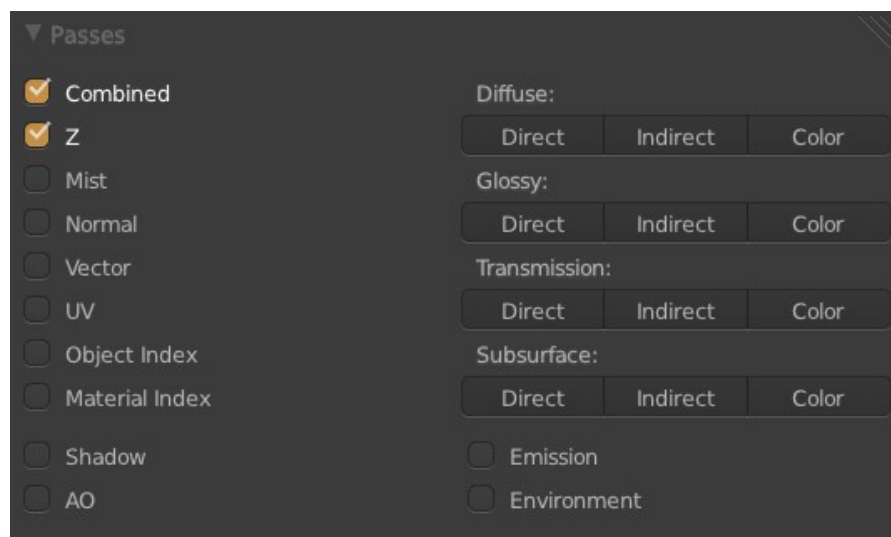 Passes
Combined
Z
Mist
Normal
Vector
UV
Object Index
Material Index
Shadow
AO
Diffuse:
Direct Indirect Color
Glossy:
Direct Indirect Color
Transmission:
Direct Indirect Color
Subsurface:
Direct Indirect Color
Emission
Environment